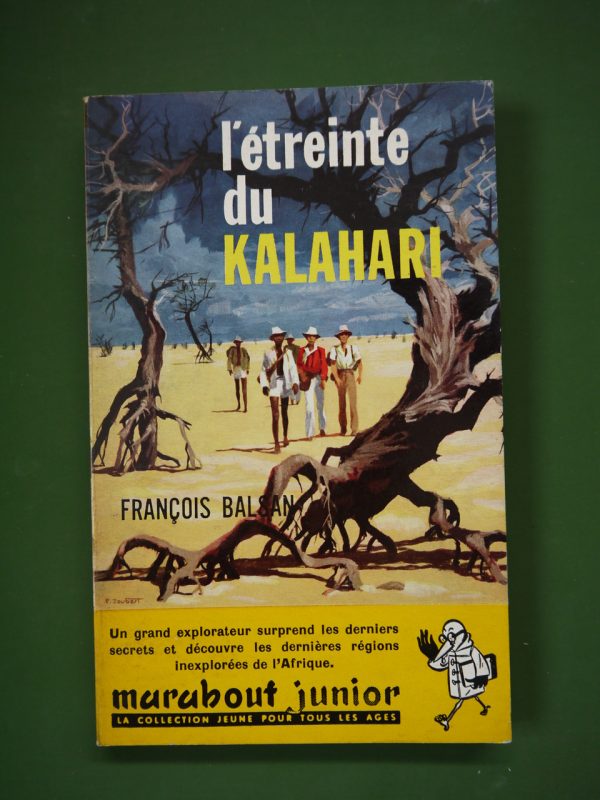 l'étreinte
du
KALAHARI
FRANÇOIS BALSAN
P. JOUBERT
Un grand explorateur surprend les derniers
secrets et découvre les dernières régions
inexplorées de l'Afrique.
marabout junior
LA COLLECTION JEUNE POUR TOUS LES AGES